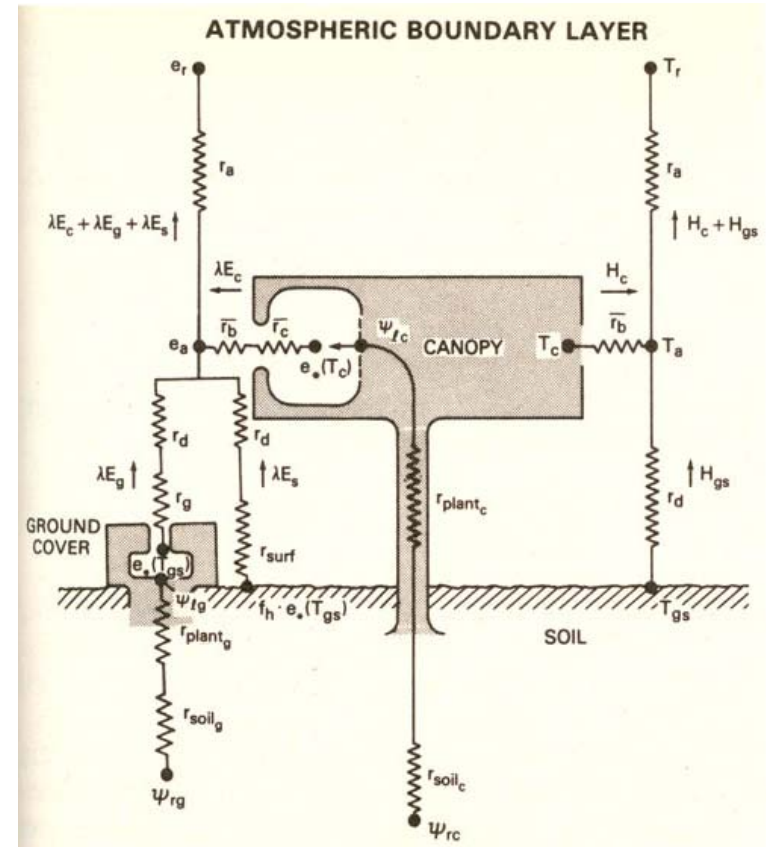 ATMOSPHERIC BOUNDARY LAYER
e_r
T_r
r_a
r_a
λE_c + λE_g + λE_s
H_c + H_gs
λE_c
H_c
r̅_b
r̅_c
ψ_ℓc
r̅_b
e_a
e_*(T_c)
CANOPY
T_c
T_a
r_d
r_d
λE_g
λE_s
H_gs
r_g
r_plant_c
r_d
GROUND
COVER
e_*(T_gs)
r_surf
ψ_ℓg
f_h · e_*(T_gs)
T_gs
r_plant_g
SOIL
r_soil_g
r_soil_c
ψ_rg
ψ_rc